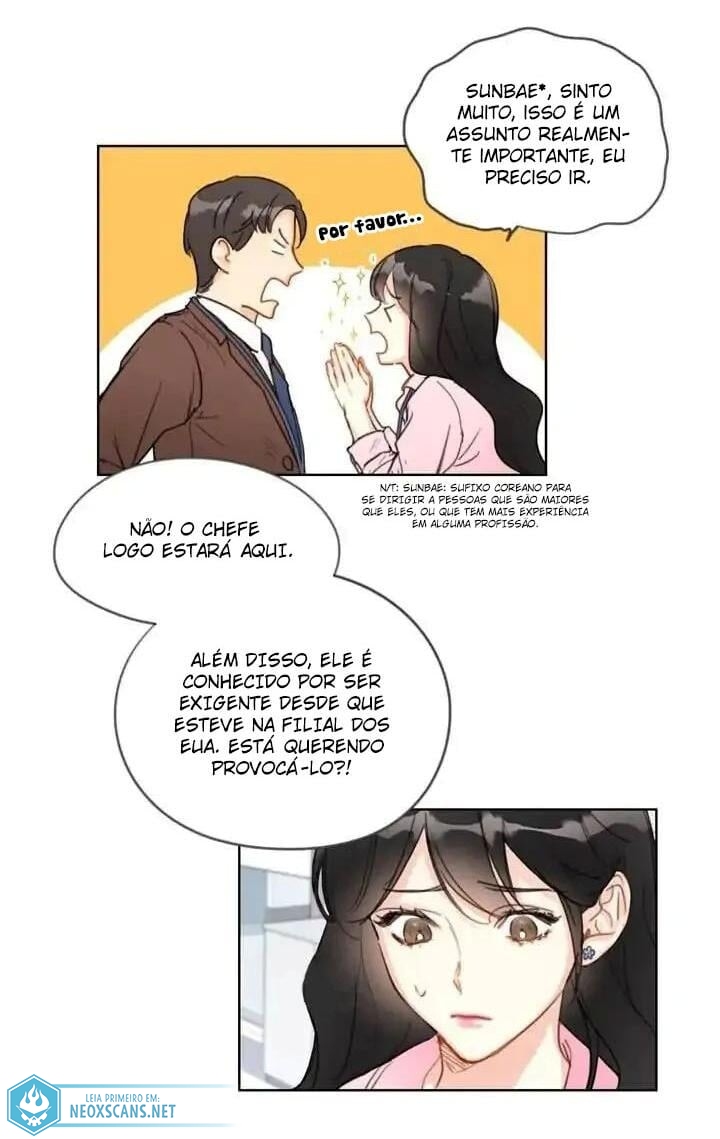 SUNBAE*, SINTO
MUITO, ISSO É UM
ASSUNTO REALMEN-
TE IMPORTANTE, EU
PRECISO IR.
Por favor...
N/T: SUNBAE: SUFIXO COREANO PARA
SE DIRIGIR A PESSOAS QUE SÃO MAIORES
QUE ELES, OU QUE TEM MAIS EXPERIÊNCIA
EM ALGUMA PROFISSÃO.
NÃO! O CHEFE
LOGO ESTARÁ AQUI.
ALÉM DISSO, ELE É
CONHECIDO POR SER
EXIGENTE DESDE QUE
ESTEVE NA FILIAL DOS
EUA. ESTÁ QUERENDO
PROVOCÁ-LO?!
LEIA PRIMEIRO EM:
NEOXSCANS.NET